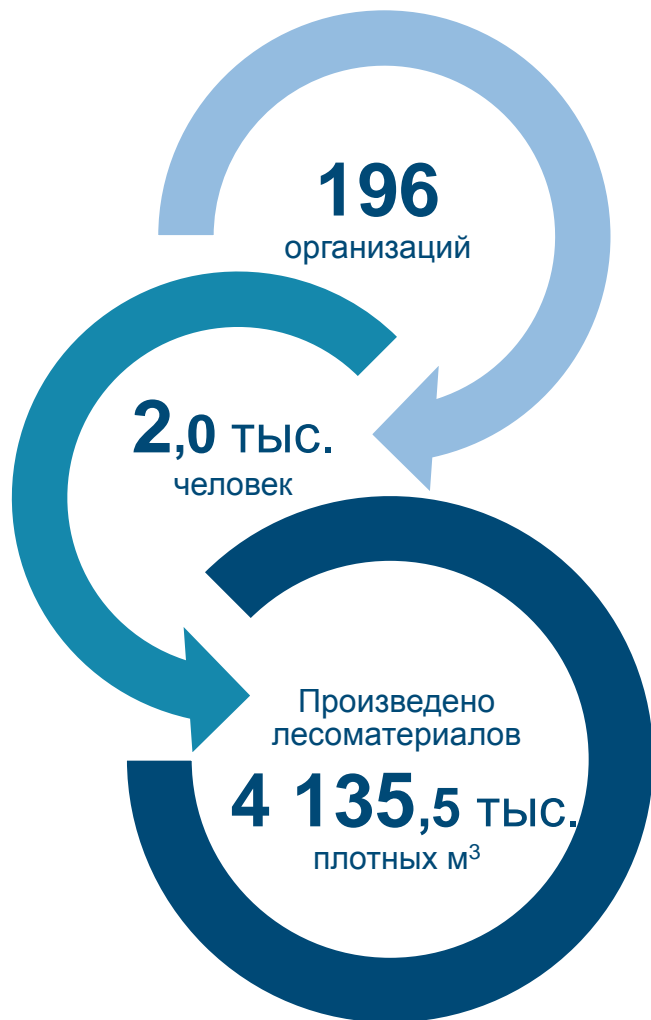 196
организаций
2,0 тыс.
человек
Произведено
лесоматериалов
4 135,5 тыс.
плотных м³